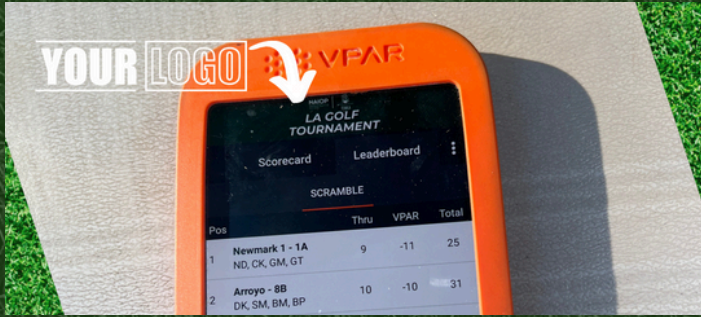 YOUR LOGO
VPAR
LA GOLF
TOURNAMENT
Scorecard Leaderboard
SCRAMBLE
Pos Thru VPAR Total
1 Newmark 1 - 1A 9 -11 25
ND, CK, GM, GT
2 Arroyo - 8B 10 -10 31
DK, SM, BM, BP